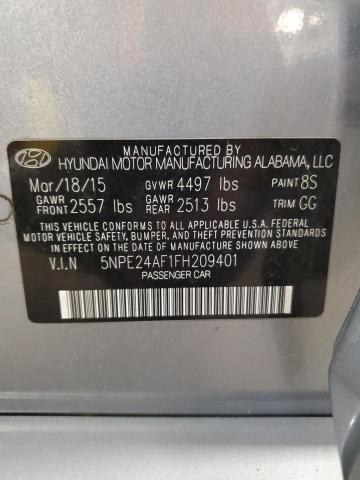 MANUFACTURED BY
HYUNDAI MOTOR MANUFACTURING ALABAMA, LLC
Mar/18/15 GVWR 4497 lbs PAINT 8S
GAWR FRONT 2557 lbs GAWR REAR 2513 lbs TRIM GG
THIS VEHICLE CONFORMS TO ALL APPLICABLE U.S. FEDERAL
MOTOR VEHICLE SAFETY, BUMPER, AND THEFT PREVENTION
STANDARDS IN EFFECT ON THE DATE OF MANUFACTURE SHOWN ABOVE.
V.I.N 5NPE24AF1FH209401
PASSENGER CAR